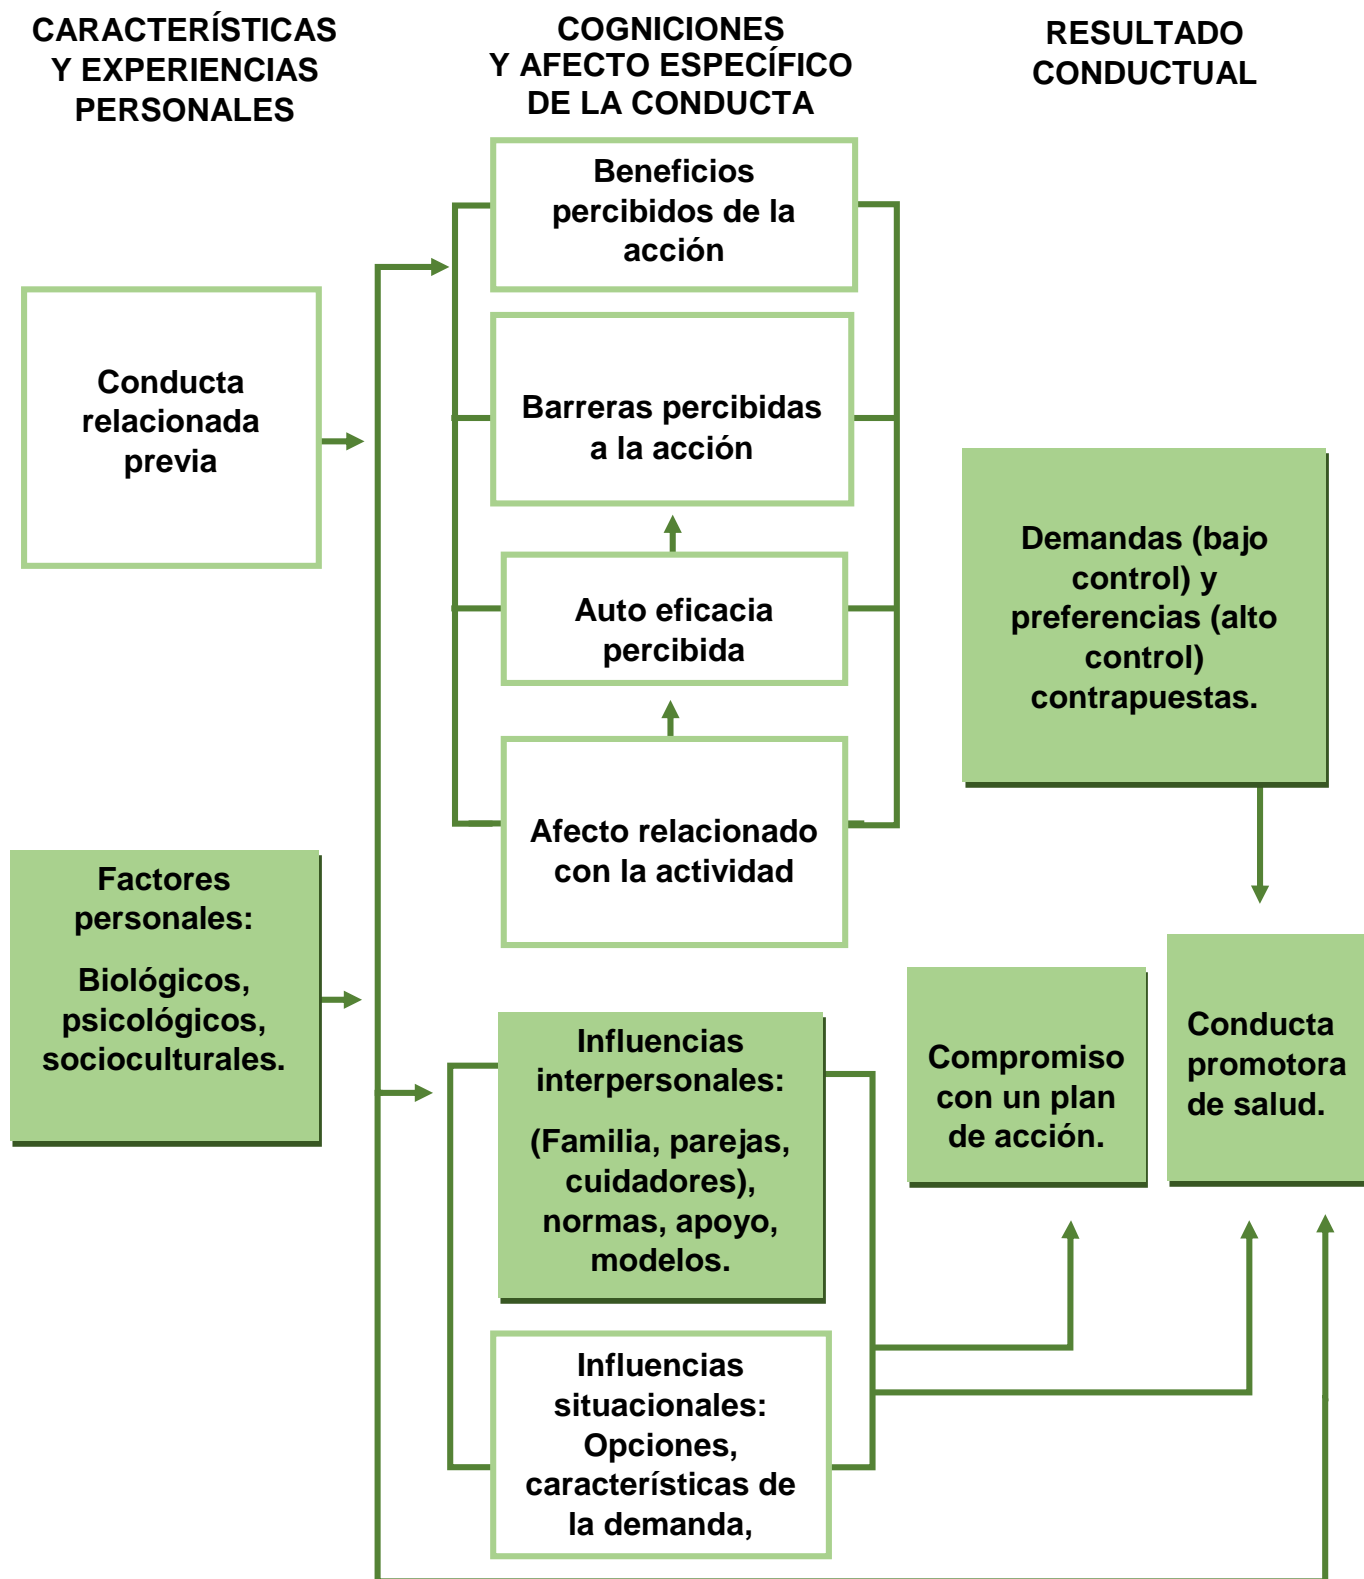 CARACTERÍSTICAS
Y EXPERIENCIAS
PERSONALES
COGNICIONES
Y AFECTO ESPECÍFICO
DE LA CONDUCTA
RESULTADO
CONDUCTUAL
Conducta
relacionada
previa
Factores
personales:
Biológicos,
psicológicos,
socioculturales.
Beneficios
percibidos de la
acción
Barreras percibidas
a la acción
Auto eficacia
percibida
Afecto relacionado
con la actividad
Influencias
interpersonales:
(Familia, parejas,
cuidadores),
normas, apoyo,
modelos.
Influencias
situacionales:
Opciones,
características de
la demanda,
Demandas (bajo
control) y
preferencias (alto
control)
contrapuestas.
Compromiso
con un plan
de acción.
Conducta
promotora
de salud.